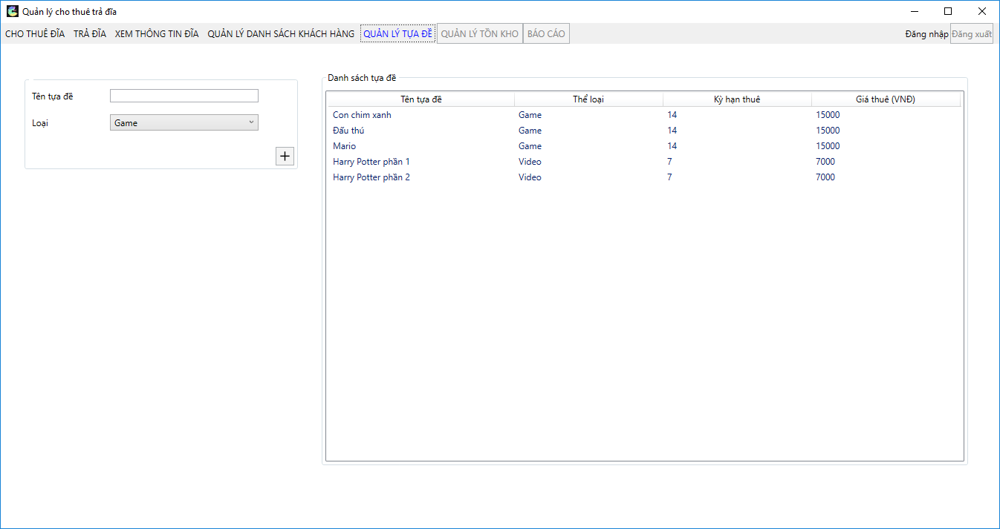 Quản lý cho thuê trả đĩa
CHO THUÊ ĐĨA TRẢ ĐĨA XEM THÔNG TIN ĐĨA QUẢN LÝ DANH SÁCH KHÁCH HÀNG QUẢN LÝ TỰA ĐỀ QUẢN LÝ TỒN KHO BÁO CÁO Đăng nhập Đăng xuất
Tên tựa đề
Loại Game
+
Danh sách tựa đề
Tên tựa đề Thể loại Kỳ hạn thuê Giá thuê (VNĐ)
Con chim xanh Game 14 15000
Đấu thú Game 14 15000
Mario Game 14 15000
Harry Potter phần 1 Video 7 7000
Harry Potter phần 2 Video 7 7000